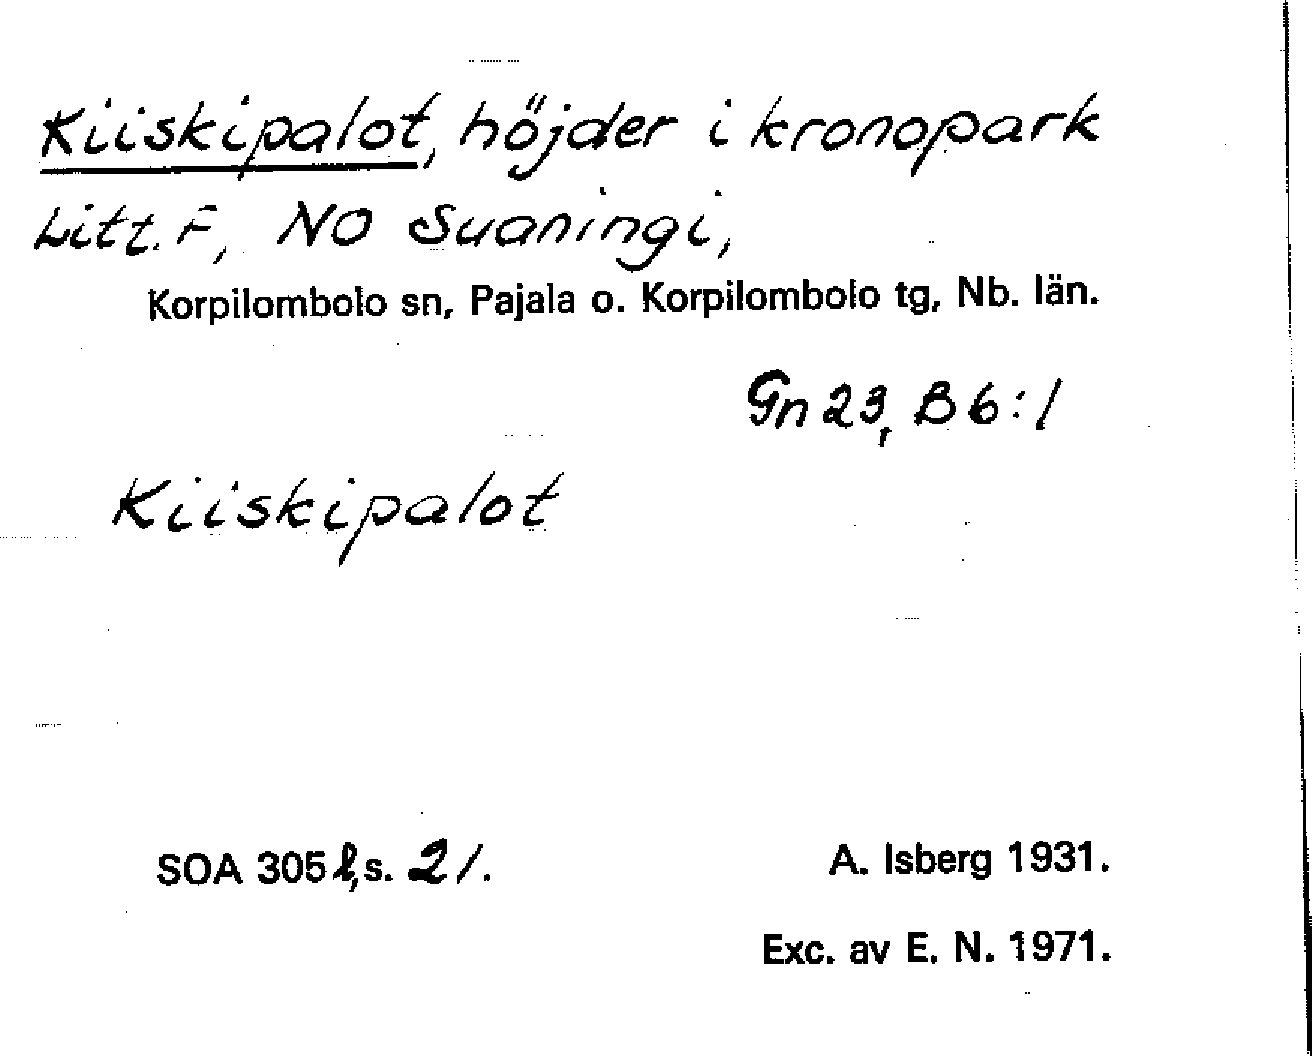 Kiiskipalot, höjder i kronopark
Litt. F, NO Suaningi,
Korpilombolo sn, Pajala o. Korpilombolo tg, Nb. län.
Gn 23, B6:1
Kiiskipalot
SOA 305 l, s. 21.
A. Isberg 1931.
Exc. av E. N. 1971.